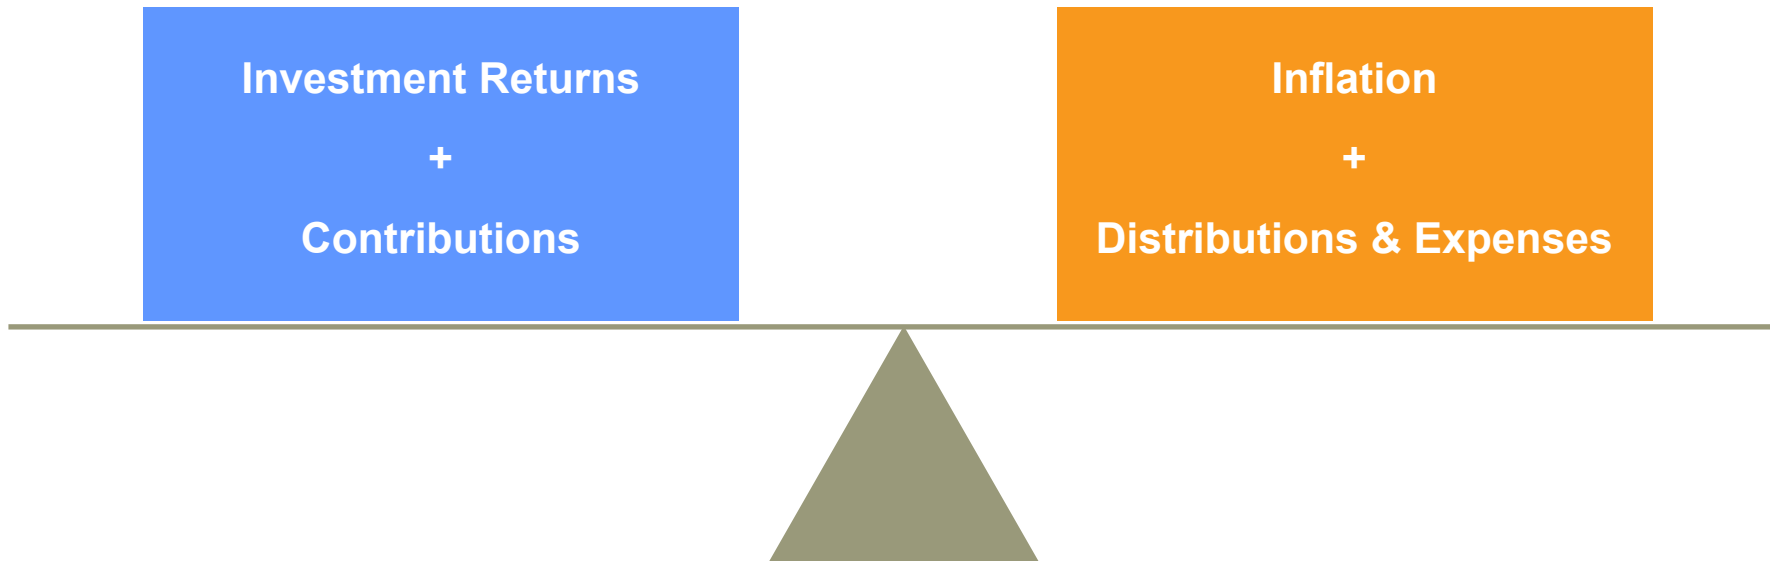 Investment Returns
+
Contributions
Inflation
+
Distributions & Expenses